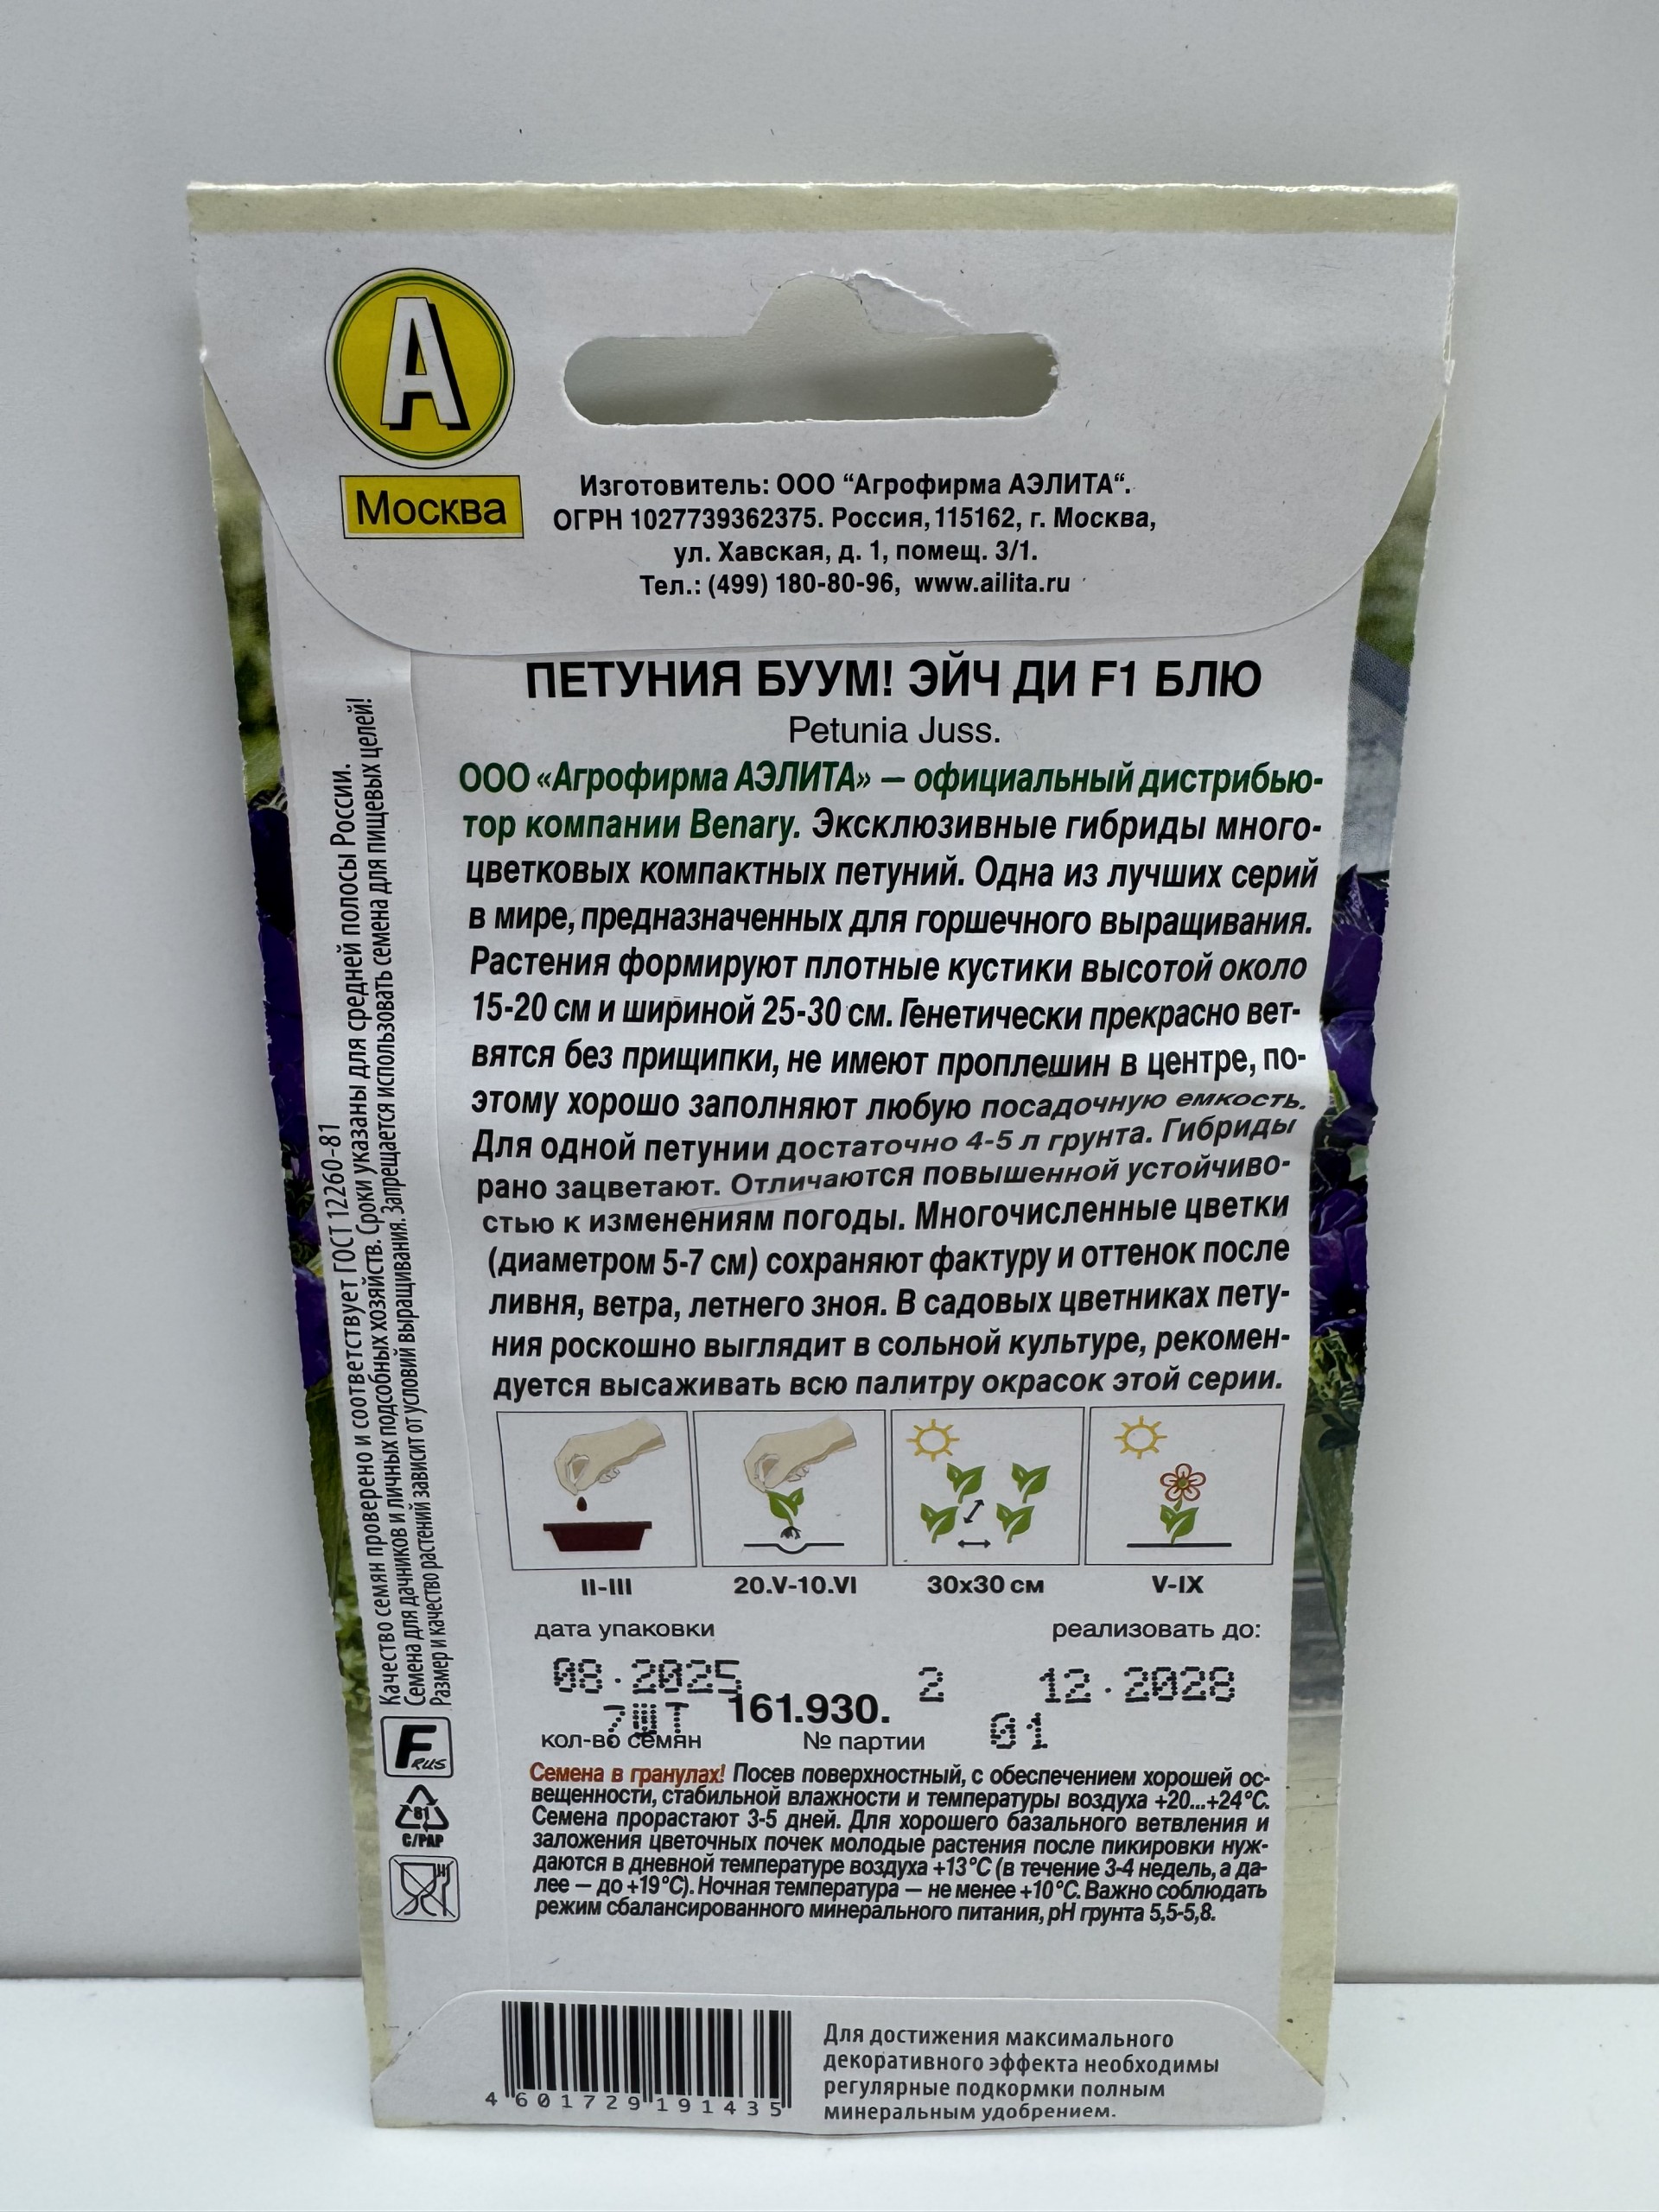 А
Москва
Изготовитель: ООО “Агрофирма АЭЛИТА“.
ОГРН 1027739362375. Россия, 115162, г. Москва,
ул. Хавская, д. 1, помещ. 3/1.
Тел.: (499) 180-80-96, www.ailita.ru
ПЕТУНИЯ БУУМ! ЭЙЧ ДИ F1 БЛЮ
Petunia Juss.
ООО «Агрофирма АЭЛИТА» — официальный дистрибью-
тор компании Benary. Эксклюзивные гибриды много-
цветковых компактных петуний. Одна из лучших серий
в мире, предназначенных для горшечного выращивания.
Растения формируют плотные кустики высотой около
15-20 см и шириной 25-30 см. Генетически прекрасно вет-
вятся без прищипки, не имеют проплешин в центре, по-
этому хорошо заполняют любую посадочную емкость.
Для одной петунии достаточно 4-5 л грунта. Гибриды
рано зацветают. Отличаются повышенной устойчиво-
стью к изменениям погоды. Многочисленные цветки
(диаметром 5-7 см) сохраняют фактуру и оттенок после
ливня, ветра, летнего зноя. В садовых цветниках пету-
ния роскошно выглядит в сольной культуре, рекомен-
дуется высаживать всю палитру окрасок этой серии.
II-III 20.V-10.VI 30x30 см V-IX
дата упаковки реализовать до:
08.2025 2 12.2028
7ШТ 161.930. 01
кол-во семян № партии
Семена в гранулах! Посев поверхностный, с обеспечением хорошей ос-
вещенности, стабильной влажности и температуры воздуха +20...+24°С.
Семена прорастают 3-5 дней. Для хорошего базального ветвления и
заложения цветочных почек молодые растения после пикировки нуж-
даются в дневной температуре воздуха +13°С (в течение 3-4 недель, а да-
лее — до +19°С). Ночная температура — не менее +10°С. Важно соблюдать
режим сбалансированного минерального питания, pH грунта 5,5-5,8.
Качество семян проверено и соответствует ГОСТ 12260-81
Семена для дачников и личных подсобных хозяйств. Сроки указаны для средней полосы России.
Размер и качество растений зависит от условий выращивания. Запрещается использовать семена для пищевых целей!
F RUS
81
C/PAP
4 601729 191435
Для достижения максимального
декоративного эффекта необходимы
регулярные подкормки полным
минеральным удобрением.